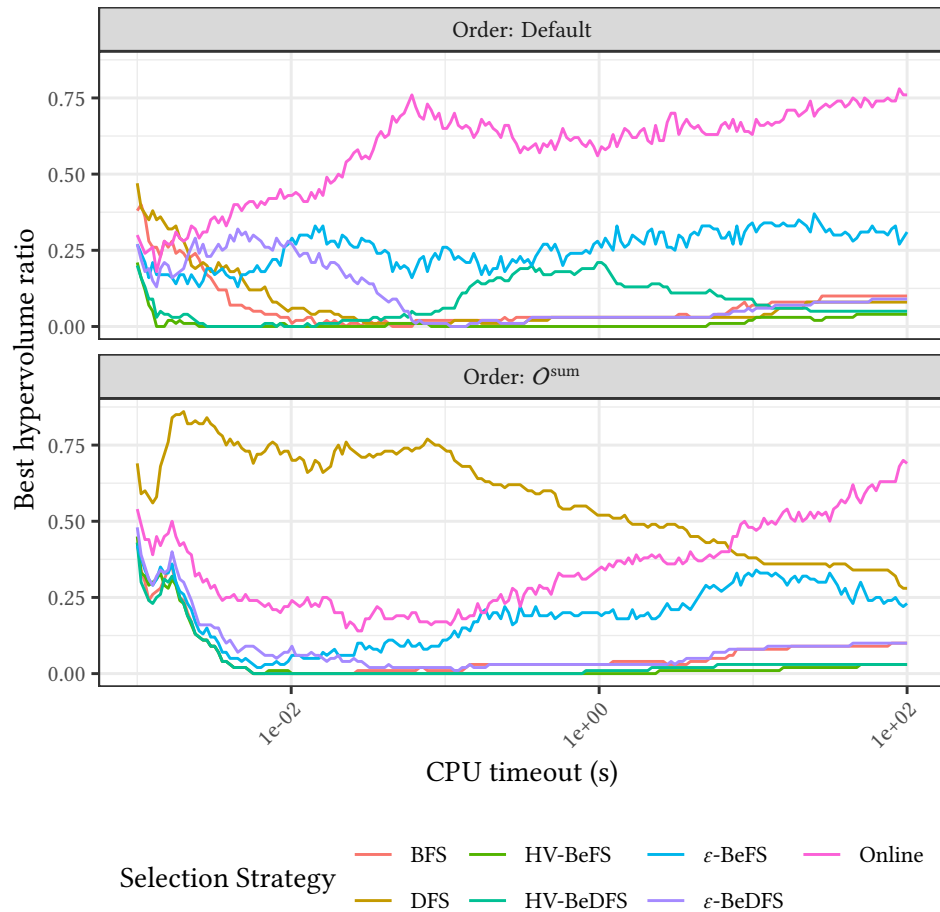 Order: Default
0.75
0.50
0.25
0.00
Order: 𝒪^sum
0.75
0.50
0.25
0.00
Best hypervolume ratio
1e-02
1e+00
1e+02
CPU timeout (s)
Selection Strategy
BFS
HV-BeFS
ε-BeFS
Online
DFS
HV-BeDFS
ε-BeDFS